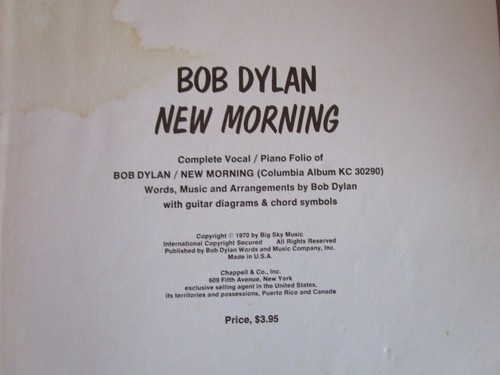 BOB DYLAN
NEW MORNING
Complete Vocal / Piano Folio of
BOB DYLAN / NEW MORNING (Columbia Album KC 30290)
Words, Music and Arrangements by Bob Dylan
with guitar diagrams & chord symbols
Copyright © 1970 by Big Sky Music
International Copyright Secured All Rights Reserved
Published by Bob Dylan Words and Music Company, Inc.
Made in U.S.A.
Chappell & Co., Inc.
609 Fifth Avenue, New York
exclusive selling agent in the United States,
its territories and possessions, Puerto Rico and Canada
Price, $3.95